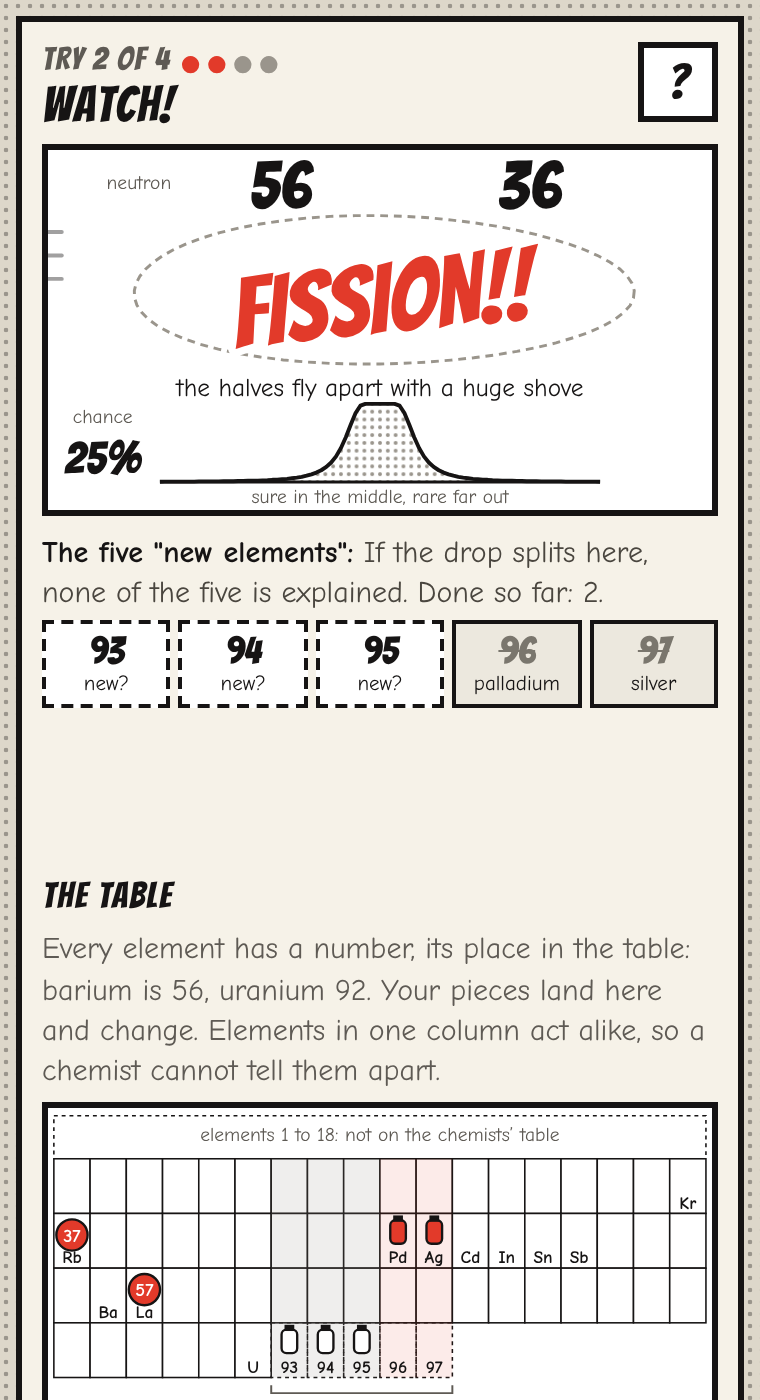 TRY 2 OF 4
WATCH!
?
neutron
56
36
FISSION!!
the halves fly apart with a huge shove
chance
25%
sure in the middle, rare far out
The five "new elements": If the drop splits here,
none of the five is explained. Done so far: 2.
93 94 95 96 97
new? new? new? palladium silver
THE TABLE
Every element has a number, its place in the table:
barium is 56, uranium 92. Your pieces land here
and change. Elements in one column act alike, so a
chemist cannot tell them apart.
elements 1 to 18: not on the chemists' table
Kr
37
Rb Pd Ag Cd In Sn Sb
57
Ba La
U 93 94 95 96 97